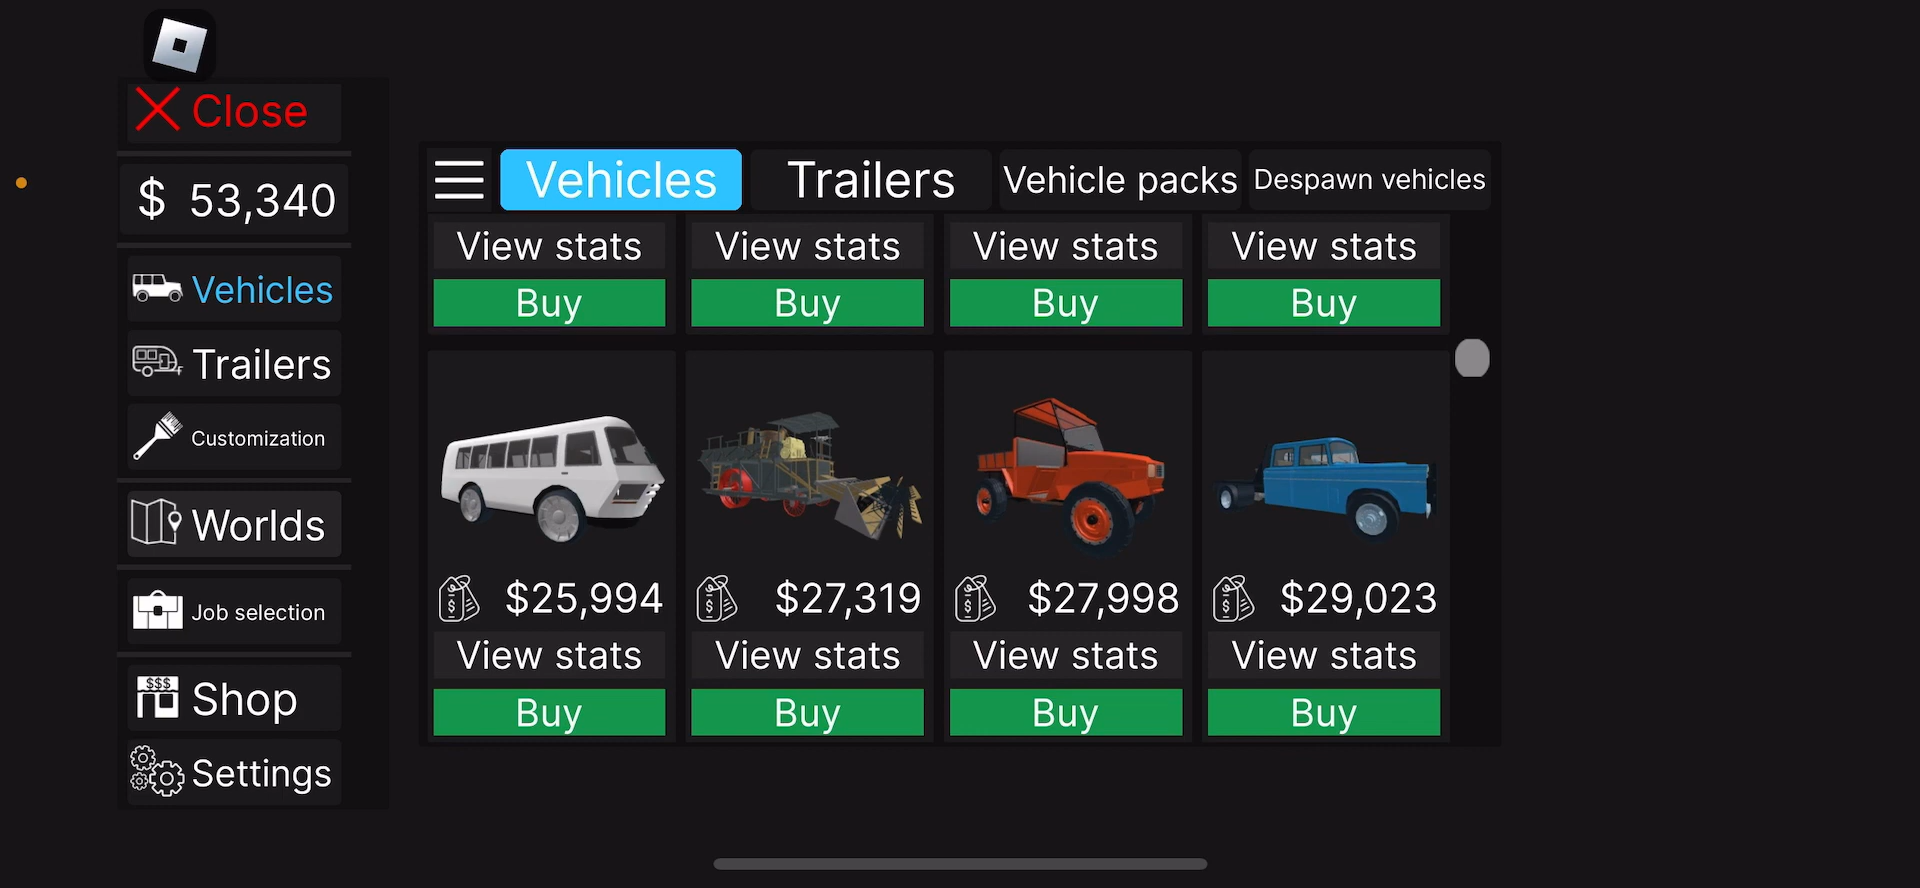 Close
$ 53,340
Vehicles
Trailers
Customization
Worlds
Job selection
$$$
Shop
Settings
Vehicles Trailers Vehicle packs Despawn vehicles
View stats View stats View stats View stats
Buy Buy Buy Buy
$25,994 $27,319 $27,998 $29,023
View stats View stats View stats View stats
Buy Buy Buy Buy